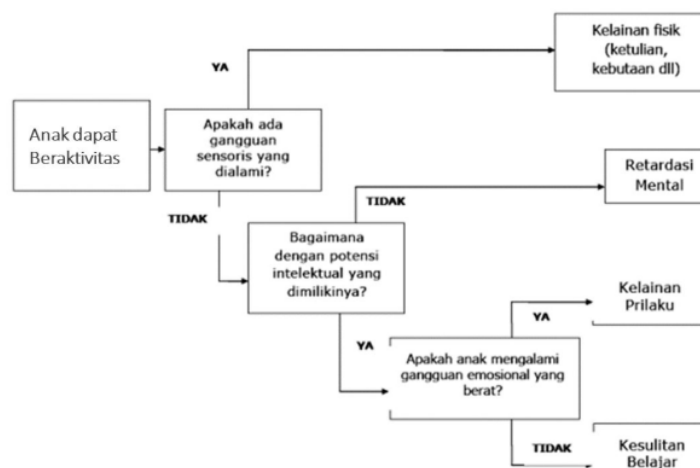 Kelainan fisik
(ketulian,
kebutaan dll)
YA
Anak dapat
Beraktivitas
Apakah ada
gangguan
sensoris yang
dialami?
Retardasi
Mental
TIDAK
TIDAK
Bagaimana
dengan potensi
intelektual yang
dimilikinya?
Kelainan
Prilaku
YA
YA
Apakah anak mengalami
gangguan emosional yang
berat?
TIDAK
Kesulitan
Belajar